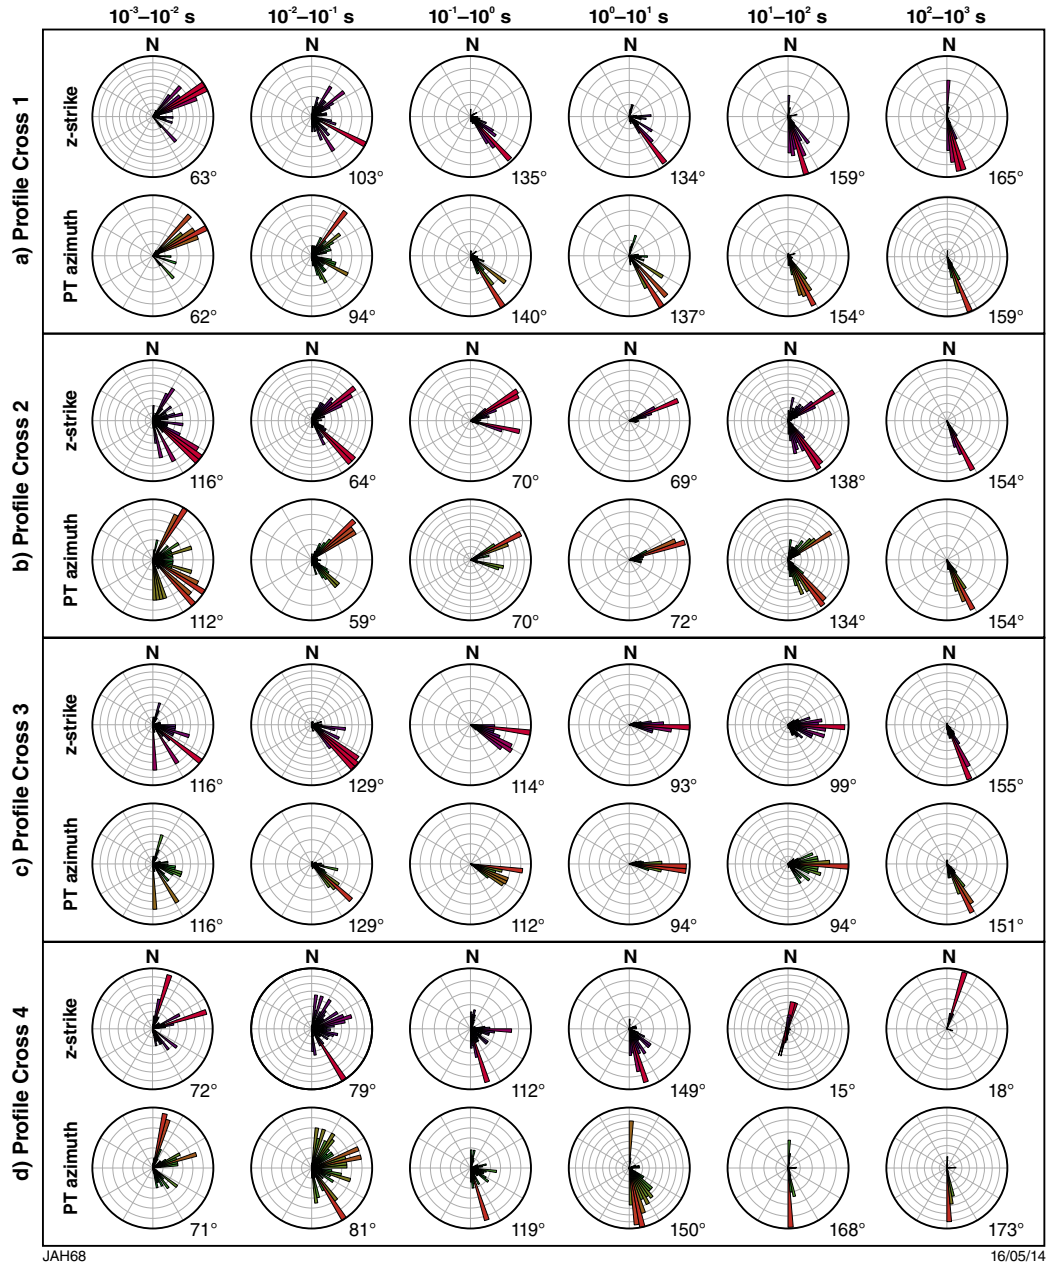 10⁻³–10⁻² s 10⁻²–10⁻¹ s 10⁻¹–10⁰ s 10⁰–10¹ s 10¹–10² s 10² –10³ s
a) Profile Cross 1
N N N N N N
z-strike
63° 103° 135° 134° 159° 165°
PT azimuth
62° 94° 140° 137° 154° 159°
b) Profile Cross 2
N N N N N N
z-strike
116° 64° 70° 69° 138° 154°
PT azimuth
112° 59° 70° 72° 134° 154°
c) Profile Cross 3
N N N N N N
z-strike
116° 129° 114° 93° 99° 155°
PT azimuth
116° 129° 112° 94° 94° 151°
d) Profile Cross 4
N N N N N N
z-strike
72° 79° 112° 149° 15° 18°
PT azimuth
71° 81° 119° 150° 168° 173°
JAH68 16/05/14